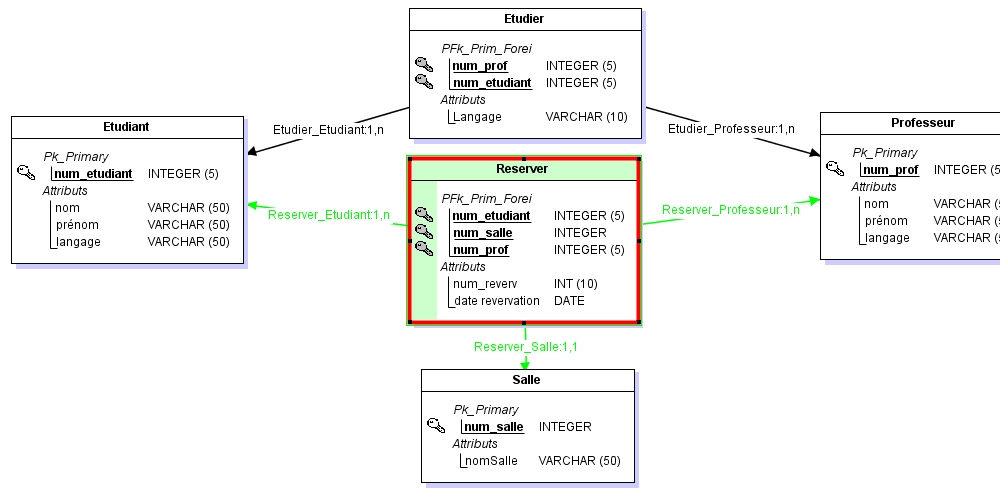 Etudier
PFk_Prim_Forei
num_prof INTEGER (5)
num_etudiant INTEGER (5)
Attributs
Langage VARCHAR (10)
Etudiant
Pk_Primary
num_etudiant INTEGER (5)
Attributs
nom VARCHAR (50)
prénom VARCHAR (50)
langage VARCHAR (50)
Etudier_Etudiant:1,n
Etudier_Professeur:1,n
Professeur
Pk_Primary
num_prof INTEGER (5
Attributs
nom VARCHAR (5
prénom VARCHAR (5
langage VARCHAR (5
Reserver
PFk_Prim_Forei
num_etudiant INTEGER (5)
num_salle INTEGER
num_prof INTEGER (5)
Attributs
num_reverv INT (10)
date revervation DATE
Reserver_Etudiant:1,n
Reserver_Professeur:1,n
Reserver_Salle:1,1
Salle
Pk_Primary
num_salle INTEGER
Attributs
nomSalle VARCHAR (50)